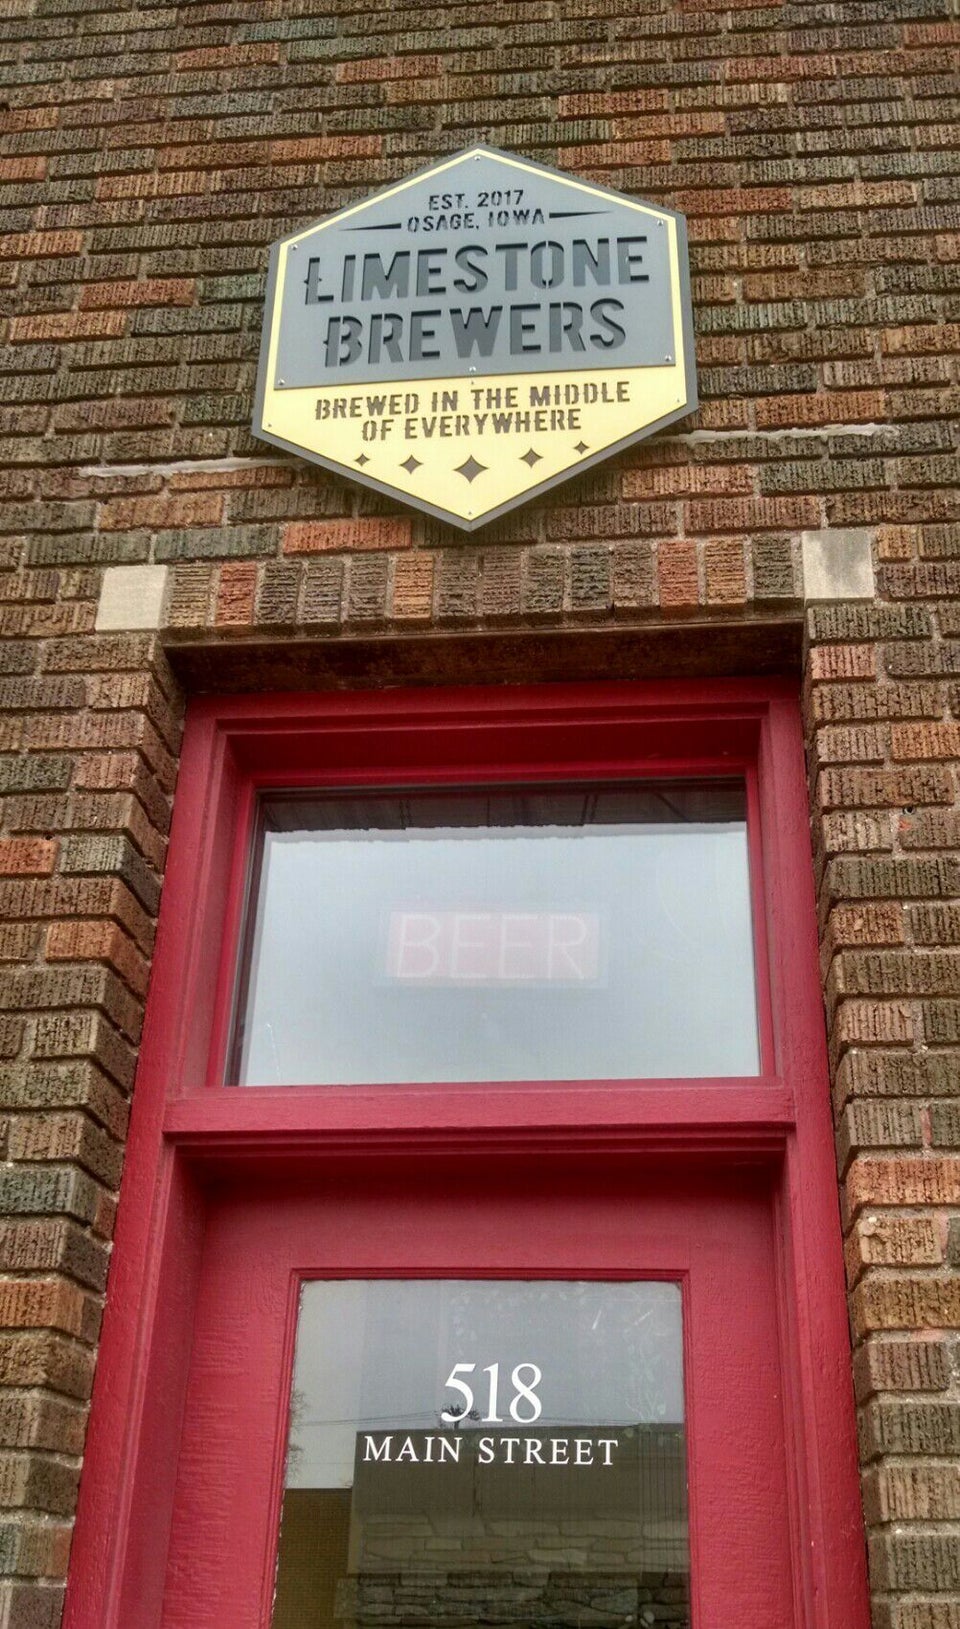 EST. 2017
OSAGE, IOWA
LIMESTONE
BREWERS
BREWED IN THE MIDDLE
OF EVERYWHERE
BEER
518
MAIN STREET